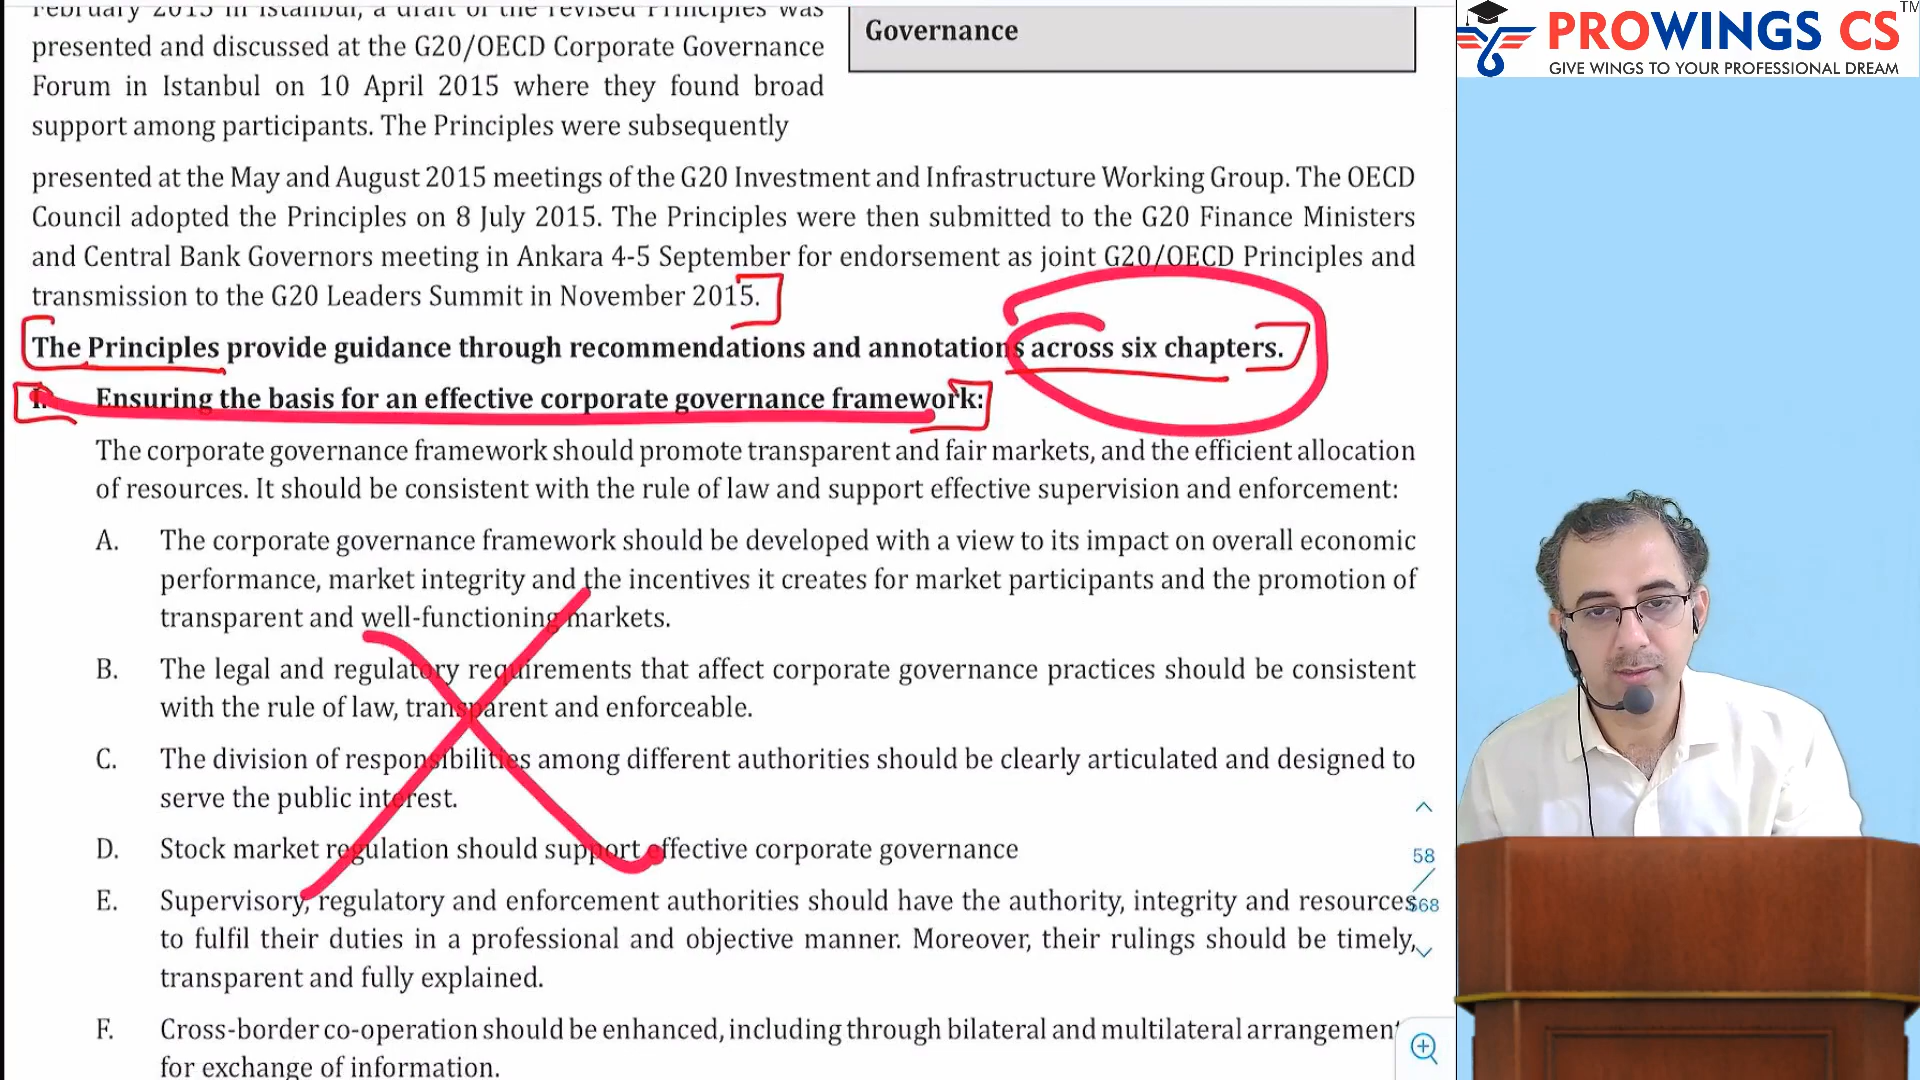 February 2015 in Istanbul, a draft of the revised Principles was
presented and discussed at the G20/OECD Corporate Governance
Forum in Istanbul on 10 April 2015 where they found broad
support among participants. The Principles were subsequently
Governance
presented at the May and August 2015 meetings of the G20 Investment and Infrastructure Working Group. The OECD
Council adopted the Principles on 8 July 2015. The Principles were then submitted to the G20 Finance Ministers
and Central Bank Governors meeting in Ankara 4-5 September for endorsement as joint G20/OECD Principles and
transmission to the G20 Leaders Summit in November 2015.
The Principles provide guidance through recommendations and annotations across six chapters.
I. Ensuring the basis for an effective corporate governance framework:
The corporate governance framework should promote transparent and fair markets, and the efficient allocation
of resources. It should be consistent with the rule of law and support effective supervision and enforcement:
A. The corporate governance framework should be developed with a view to its impact on overall economic
performance, market integrity and the incentives it creates for market participants and the promotion of
transparent and well-functioning markets.
B. The legal and regulatory requirements that affect corporate governance practices should be consistent
with the rule of law, transparent and enforceable.
C. The division of responsibilities among different authorities should be clearly articulated and designed to
serve the public interest.
D. Stock market regulation should support effective corporate governance
E. Supervisory, regulatory and enforcement authorities should have the authority, integrity and resources
to fulfil their duties in a professional and objective manner. Moreover, their rulings should be timely,
transparent and fully explained.
F. Cross-border co-operation should be enhanced, including through bilateral and multilateral arrangement
for exchange of information.
58
568
PROWINGS CS TM
GIVE WINGS TO YOUR PROFESSIONAL DREAM